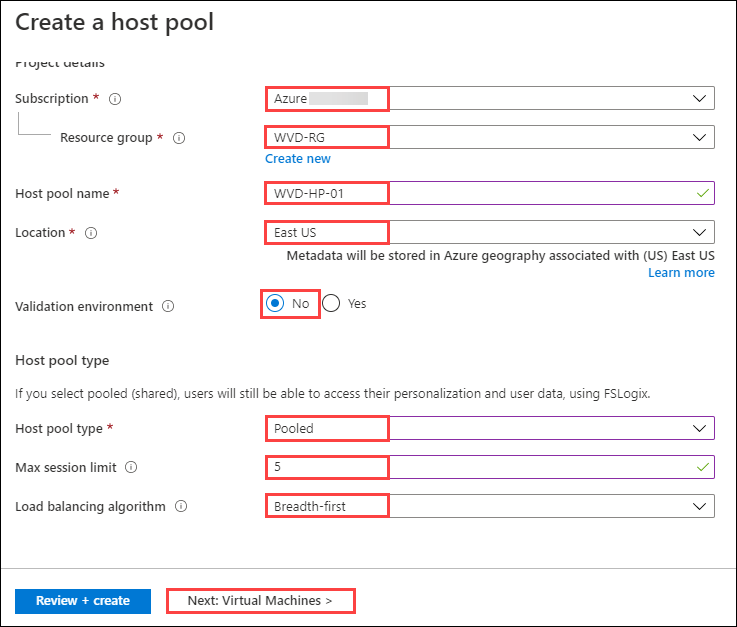 Create a host pool
Project details
Subscription *
Azure
Resource group *
WVD-RG
Create new
Host pool name *
WVD-HP-01
Location *
East US
Metadata will be stored in Azure geography associated with (US) East US
Learn more
Validation environment
No Yes
Host pool type
If you select pooled (shared), users will still be able to access their personalization and user data, using FSLogix.
Host pool type *
Pooled
Max session limit
5
Load balancing algorithm
Breadth-first
Review + create Next: Virtual Machines >